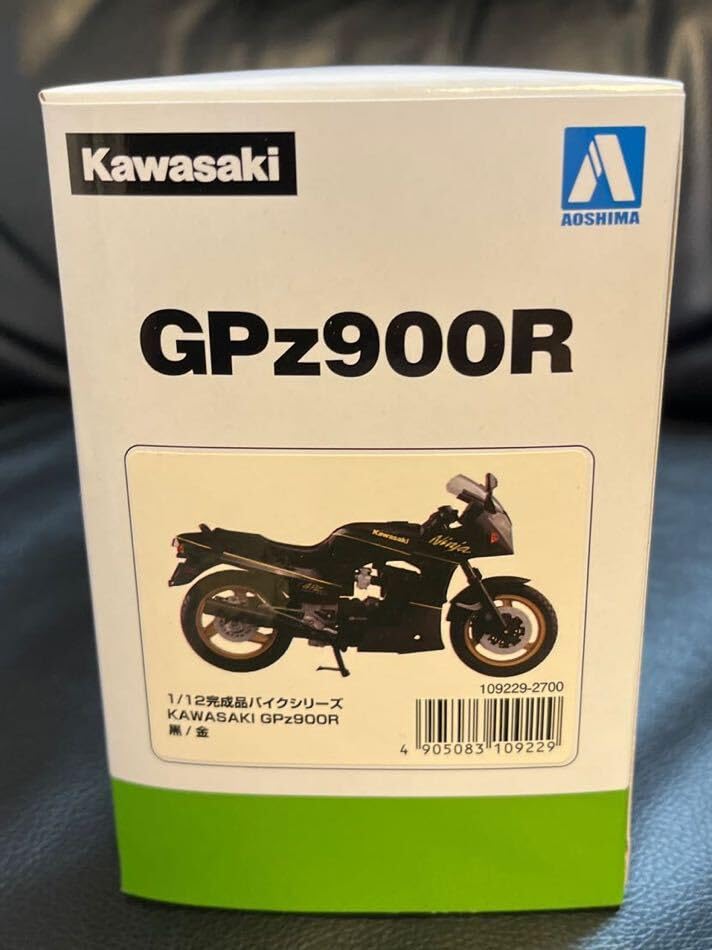 Kawasaki
AOSHIMA
GPz900R
Kawasaki
Ninja
109229-2700
1/12完成品バイクシリーズ
KAWASAKI GPz900R
黒/金
4 905083 109229